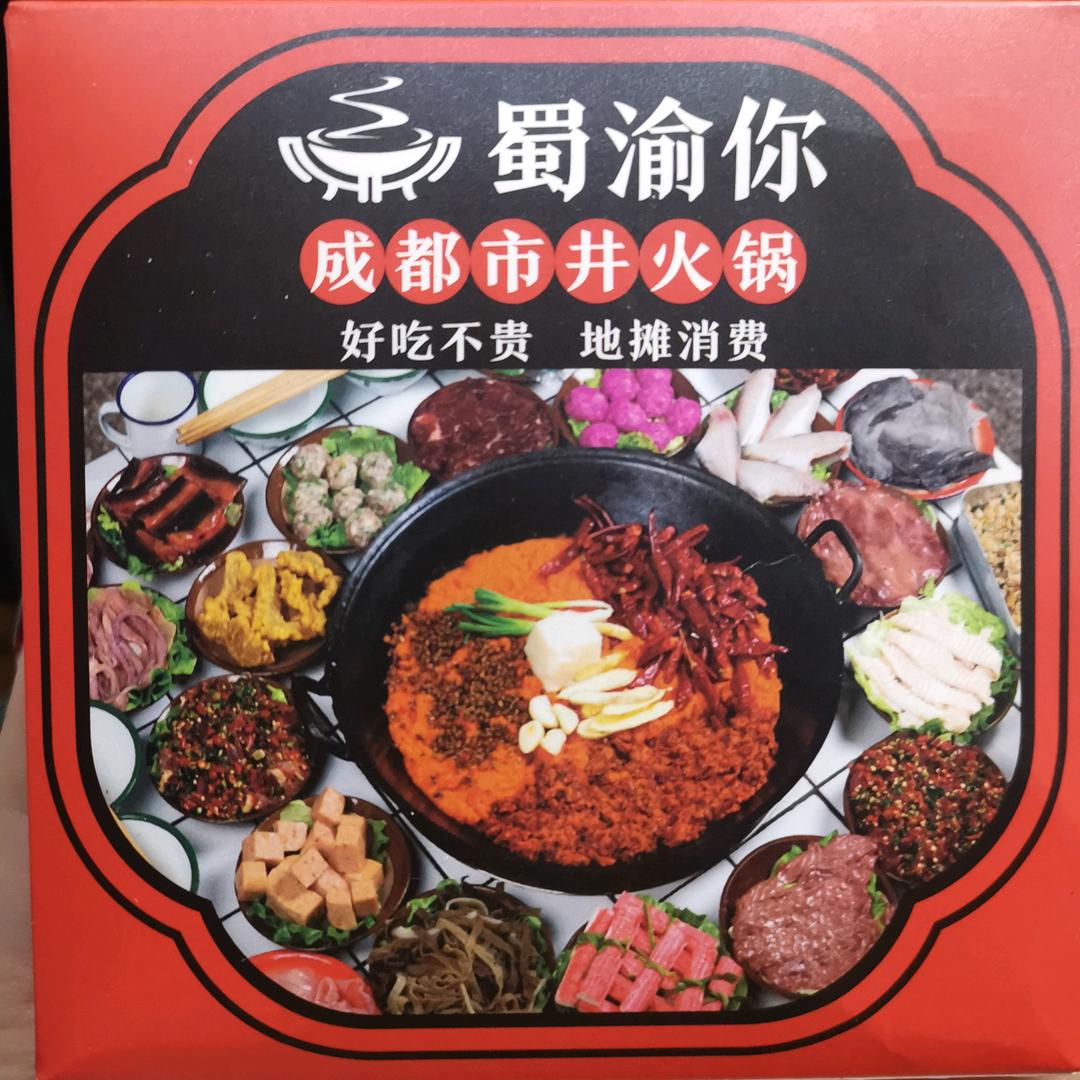 蜀渝你
成都市井火锅
好吃不贵 地摊消费